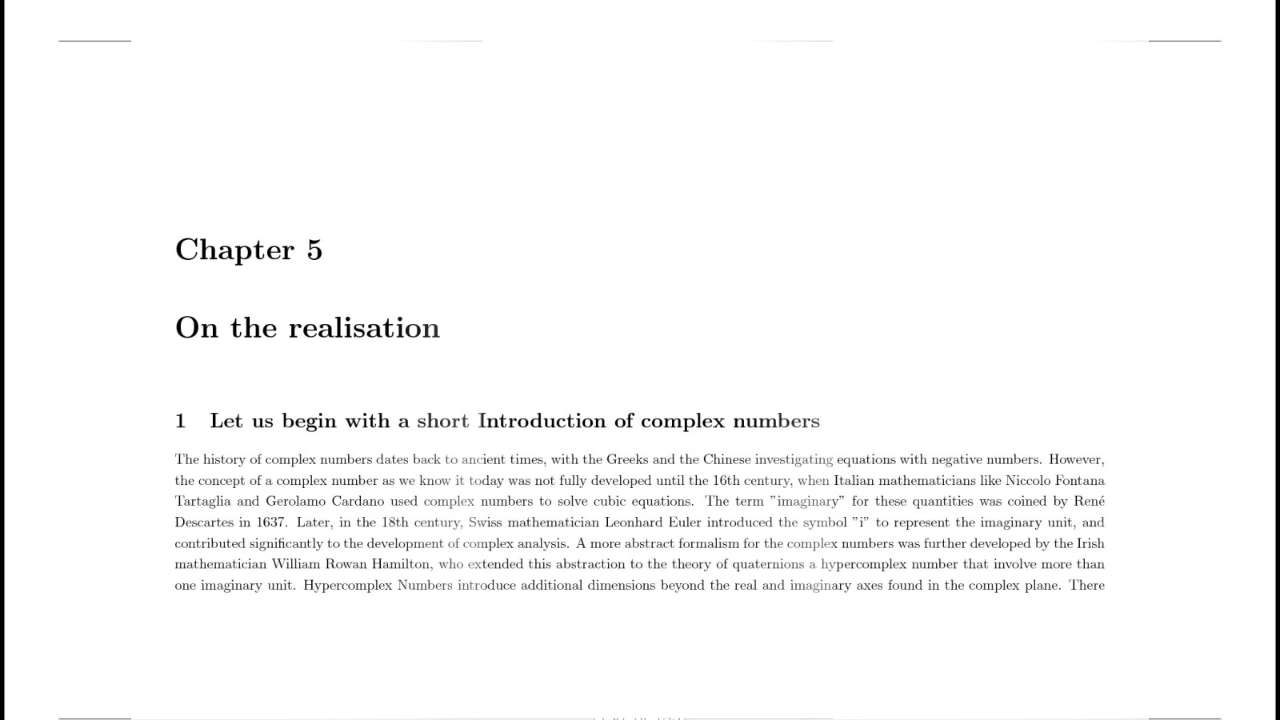 Chapter 5
On the realisation
1 Let us begin with a short Introduction of complex numbers
The history of complex numbers dates back to ancient times, with the Greeks and the Chinese investigating equations with negative numbers. However,
the concept of a complex number as we know it today was not fully developed until the 16th century, when Italian mathematicians like Niccolo Fontana
Tartaglia and Gerolamo Cardano used complex numbers to solve cubic equations. The term "imaginary" for these quantities was coined by René
Descartes in 1637. Later, in the 18th century, Swiss mathematician Leonhard Euler introduced the symbol "i" to represent the imaginary unit, and
contributed significantly to the development of complex analysis. A more abstract formalism for the complex numbers was further developed by the Irish
mathematician William Rowan Hamilton, who extended this abstraction to the theory of quaternions a hypercomplex number that involve more than
one imaginary unit. Hypercomplex Numbers introduce additional dimensions beyond the real and imaginary axes found in the complex plane. There